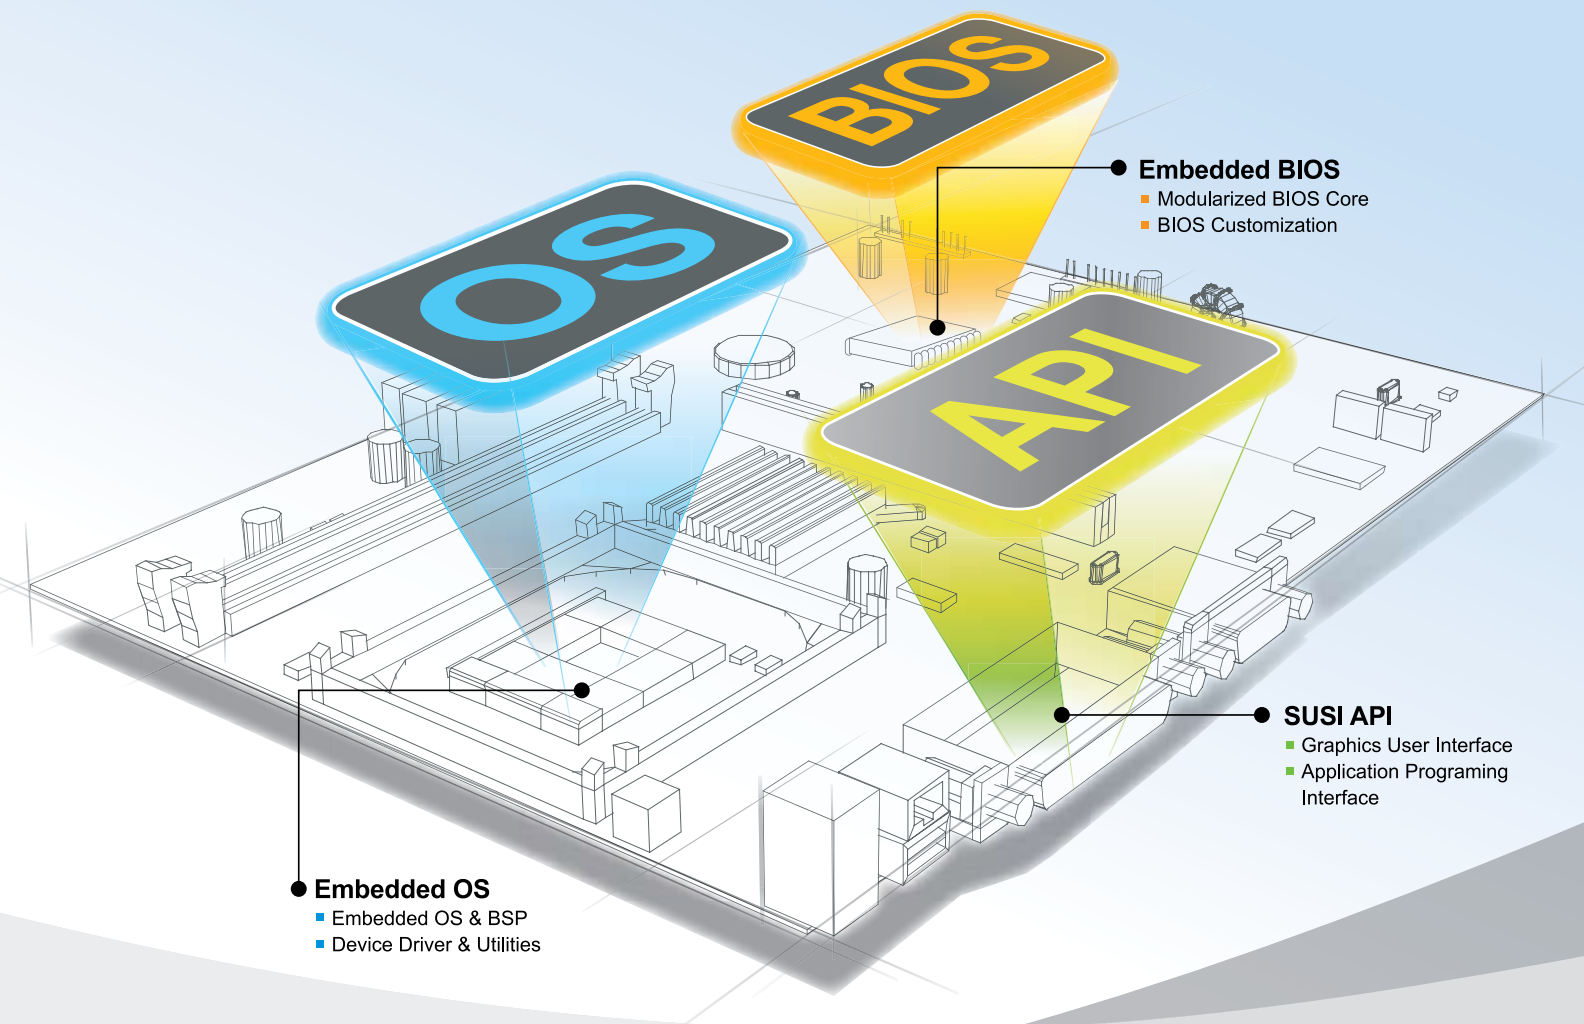 BIOS
Embedded BIOS
Modularized BIOS Core
BIOS Customization
OS
API
SUSI API
Graphics User Interface
Application Programing
Interface
Embedded OS
Embedded OS & BSP
Device Driver & Utilities